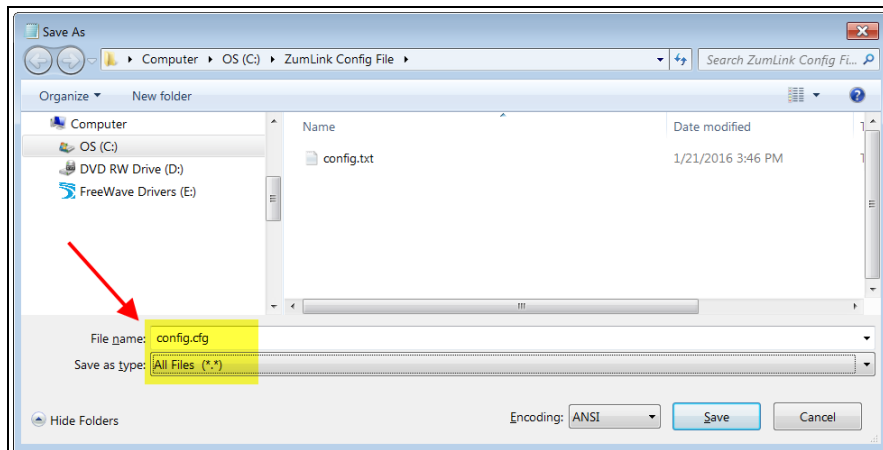 Save As
Computer OS (C:) ZumLink Config File
Search ZumLink Config Fi...
Organize New folder
Computer
OS (C:)
DVD RW Drive (D:)
FreeWave Drivers (E:)
Name Date modified T
config.txt 1/21/2016 3:46 PM T
File name: config.cfg
Save as type: All Files (*.*)
Hide Folders
Encoding: ANSI Save Cancel